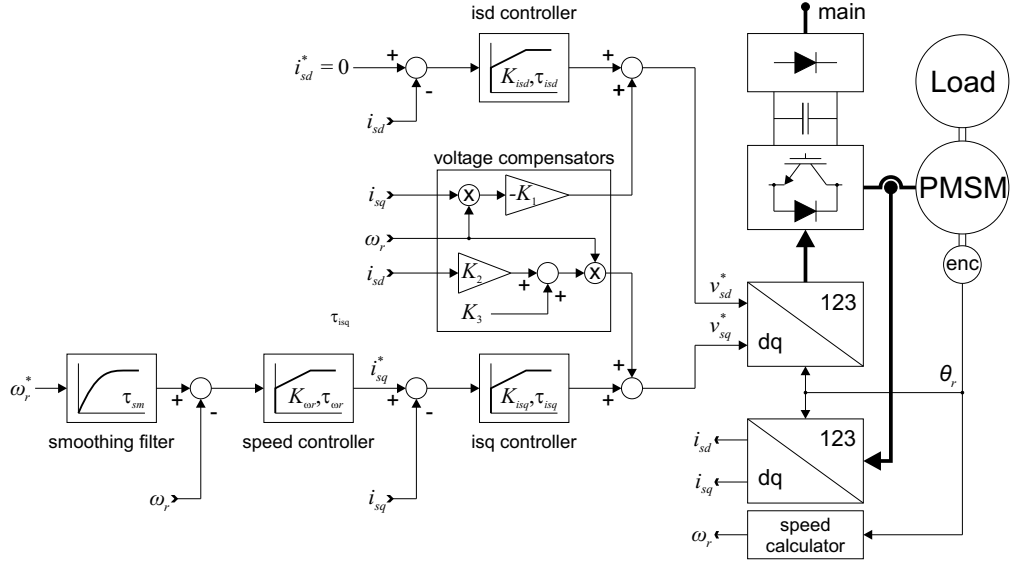 isd controller
main
i*sd = 0
+
-
Kisd,τisd
+
+
isd
Load
voltage compensators
isq
x
-K1
PMSM
ωr
isd
K2
+
+
x
K3
enc
v*sd
123
τisq
v*sq
dq
ω*r
τsm
+
-
Kωr,τωr
i*sq
+
-
Kisq,τisq
+
+
θr
smoothing filter
speed controller
isq controller
isd
123
isq
dq
ωr
isq
ωr
speed
calculator